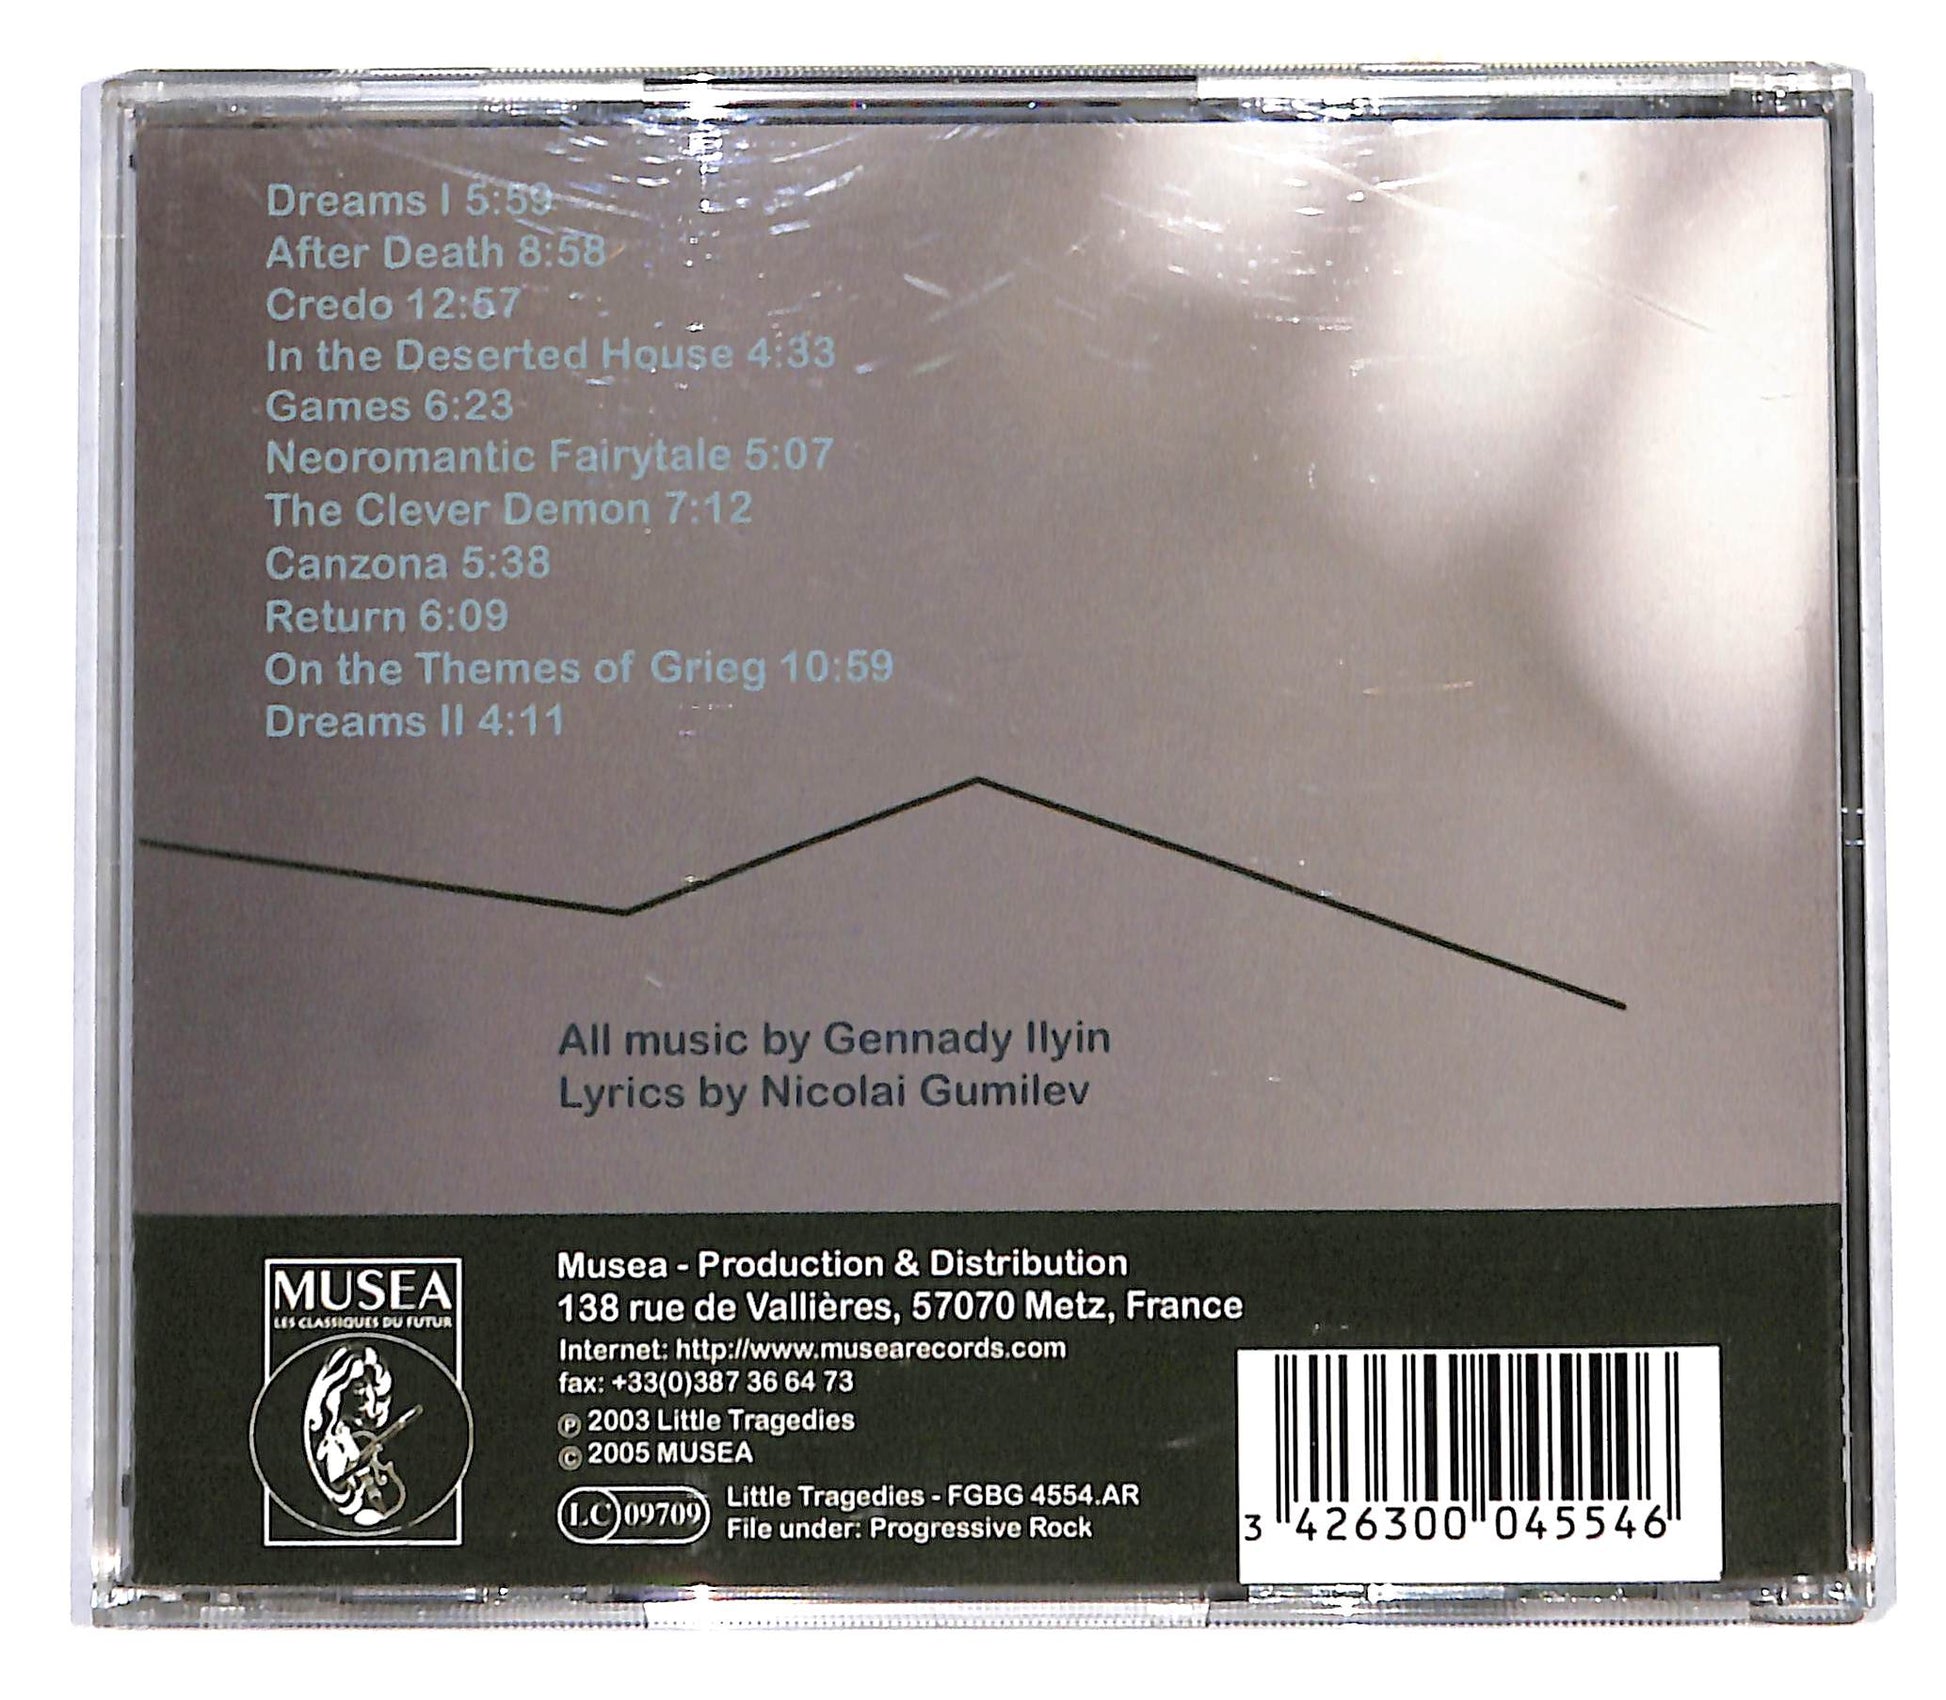 Dreams I 5:59
After Death 8:58
Credo 12:57
In the Deserted House 4:33
Games 6:23
Neoromantic Fairytale 5:07
The Clever Demon 7:12
Canzona 5:38
Return 6:09
On the Themes of Grieg 10:59
Dreams II 4:11
All music by Gennady Ilyin
Lyrics by Nicolai Gumilev
MUSEA
LES CLASSIQUES DU FUTUR
Musea - Production & Distribution
138 rue de Vallières, 57070 Metz, France
Internet: http://www.musearecords.com
fax: +33(0)387 36 64 73
℗ 2003 Little Tragedies
© 2005 MUSEA
LC 09709
Little Tragedies - FGBG 4554.AR
File under: Progressive Rock
3 426300 045546